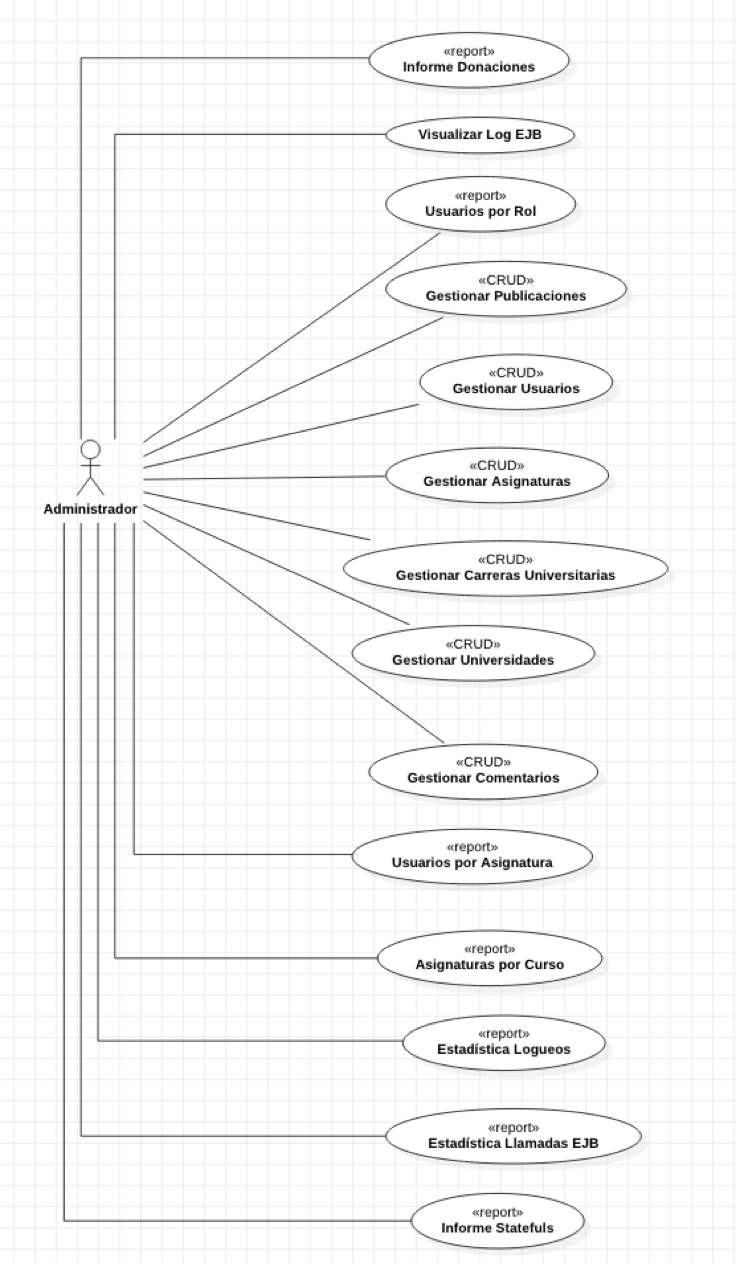 «report»
Informe Donaciones
Visualizar Log EJB
«report»
Usuarios por Rol
«CRUD»
Gestionar Publicaciones
«CRUD»
Gestionar Usuarios
«CRUD»
Gestionar Asignaturas
Administrador
«CRUD»
Gestionar Carreras Universitarias
«CRUD»
Gestionar Universidades
«CRUD»
Gestionar Comentarios
«report»
Usuarios por Asignatura
«report»
Asignaturas por Curso
«report»
Estadística Logueos
«report»
Estadística Llamadas EJB
«report»
Informe Statefuls